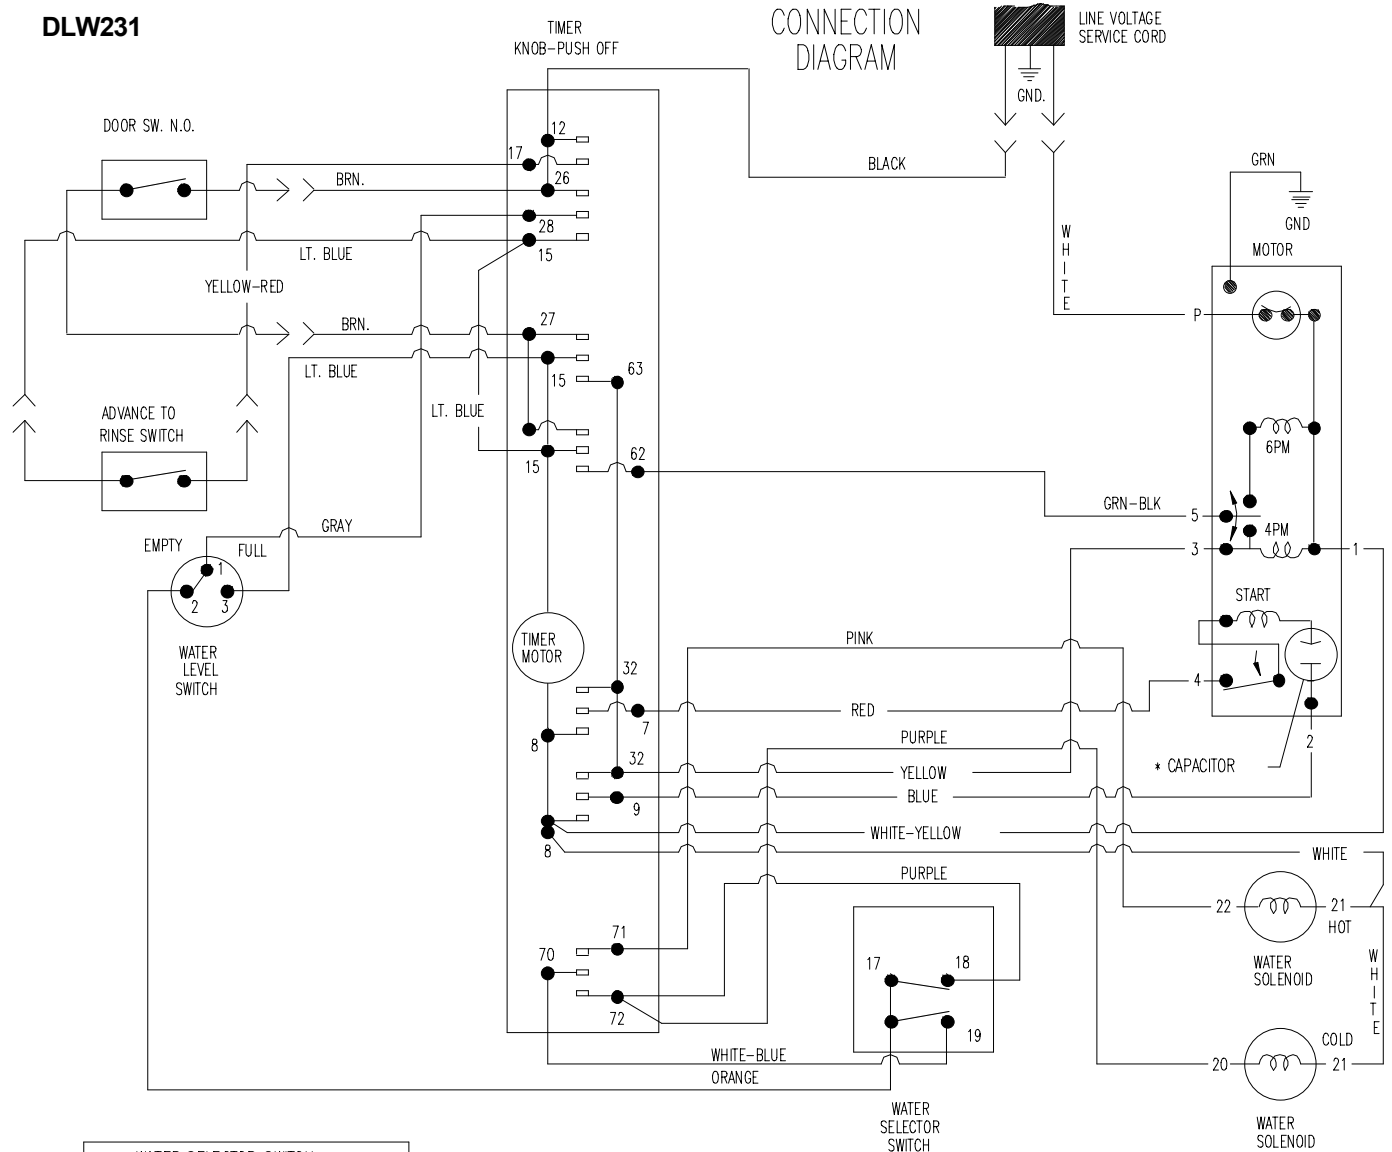 DLW231
TIMER
KNOB-PUSH OFF
CONNECTION
DIAGRAM
LINE VOLTAGE
SERVICE CORD
GND.
DOOR SW. N.O.
12
17
BRN.
26
BLACK
GRN
GND
MOTOR
28
15
LT. BLUE
WHITE
YELLOW-RED
P
27
BRN.
LT. BLUE
15
63
ADVANCE TO
RINSE SWITCH
LT. BLUE
6PM
15
62
GRN-BLK
5
4PM
3
1
GRAY
EMPTY
FULL
1
2
3
START
WATER
LEVEL
SWITCH
TIMER
MOTOR
PINK
32
4
RED
7
8
PURPLE
2
32
YELLOW
* CAPACITOR
BLUE
9
WHITE-YELLOW
8
WHITE
PURPLE
22
21
HOT
71
70
17
18
WATER
SOLENOID
WHITE
72
19
COLD
WHITE-BLUE
20
21
ORANGE
WATER
SELECTOR
SWITCH
WATER
SOLENOID
WATER SELECTOR SWITCH